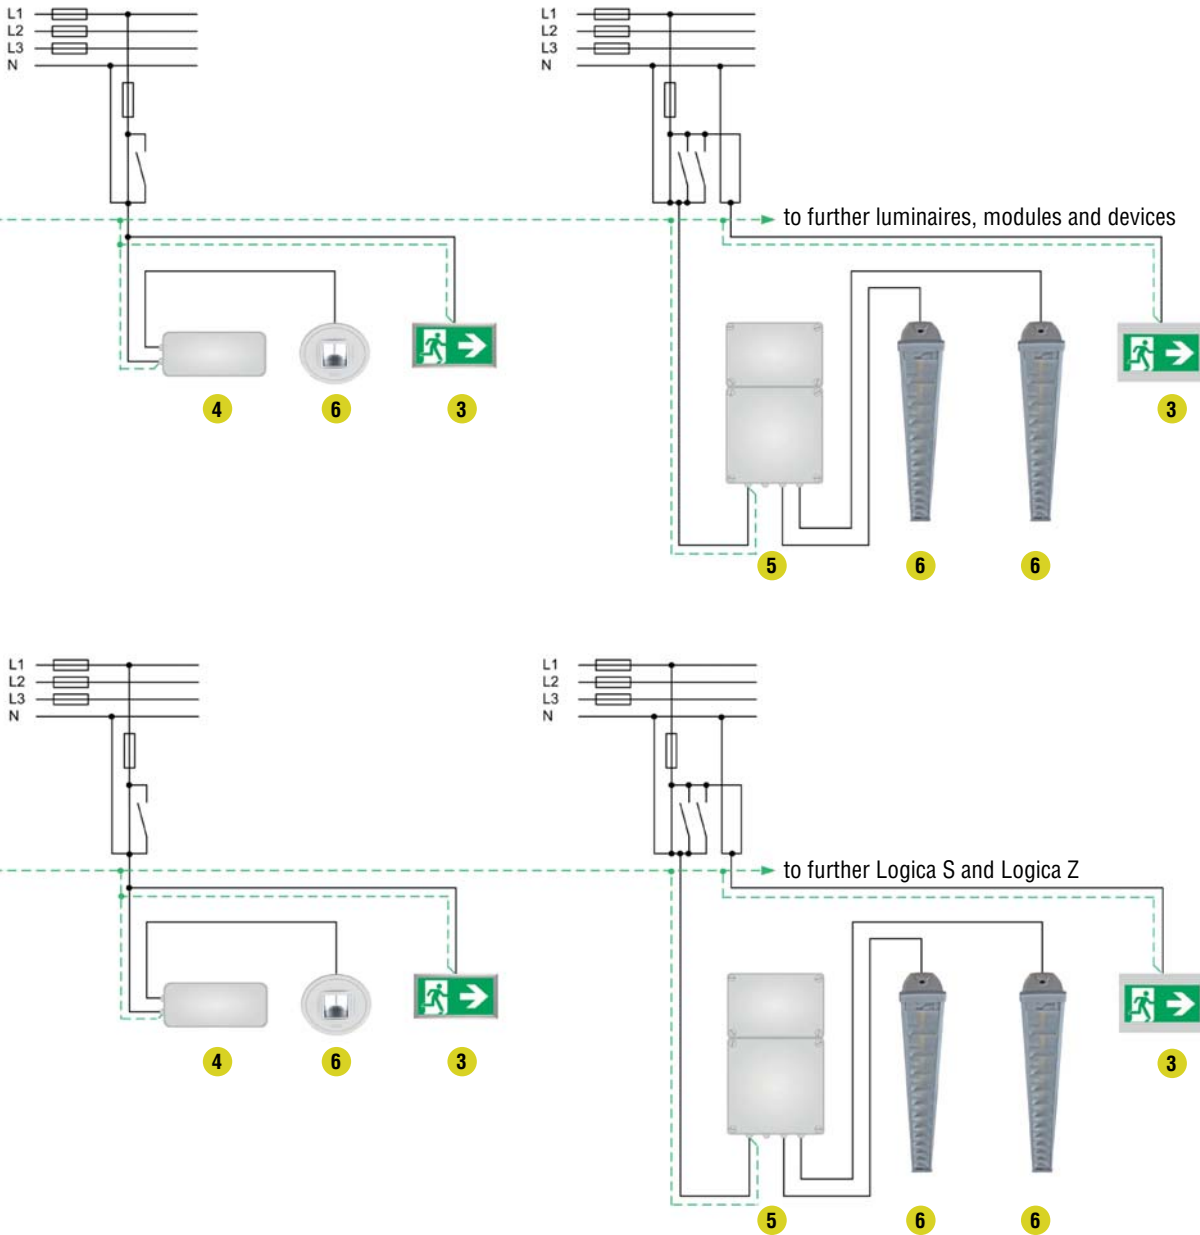 L1
L2
L3
N
L1
L2
L3
N
to further luminaires, modules and devices
4
6
3
3
5
6
6
L1
L2
L3
N
L1
L2
L3
N
to further Logica S and Logica Z
4
6
3
3
5
6
6